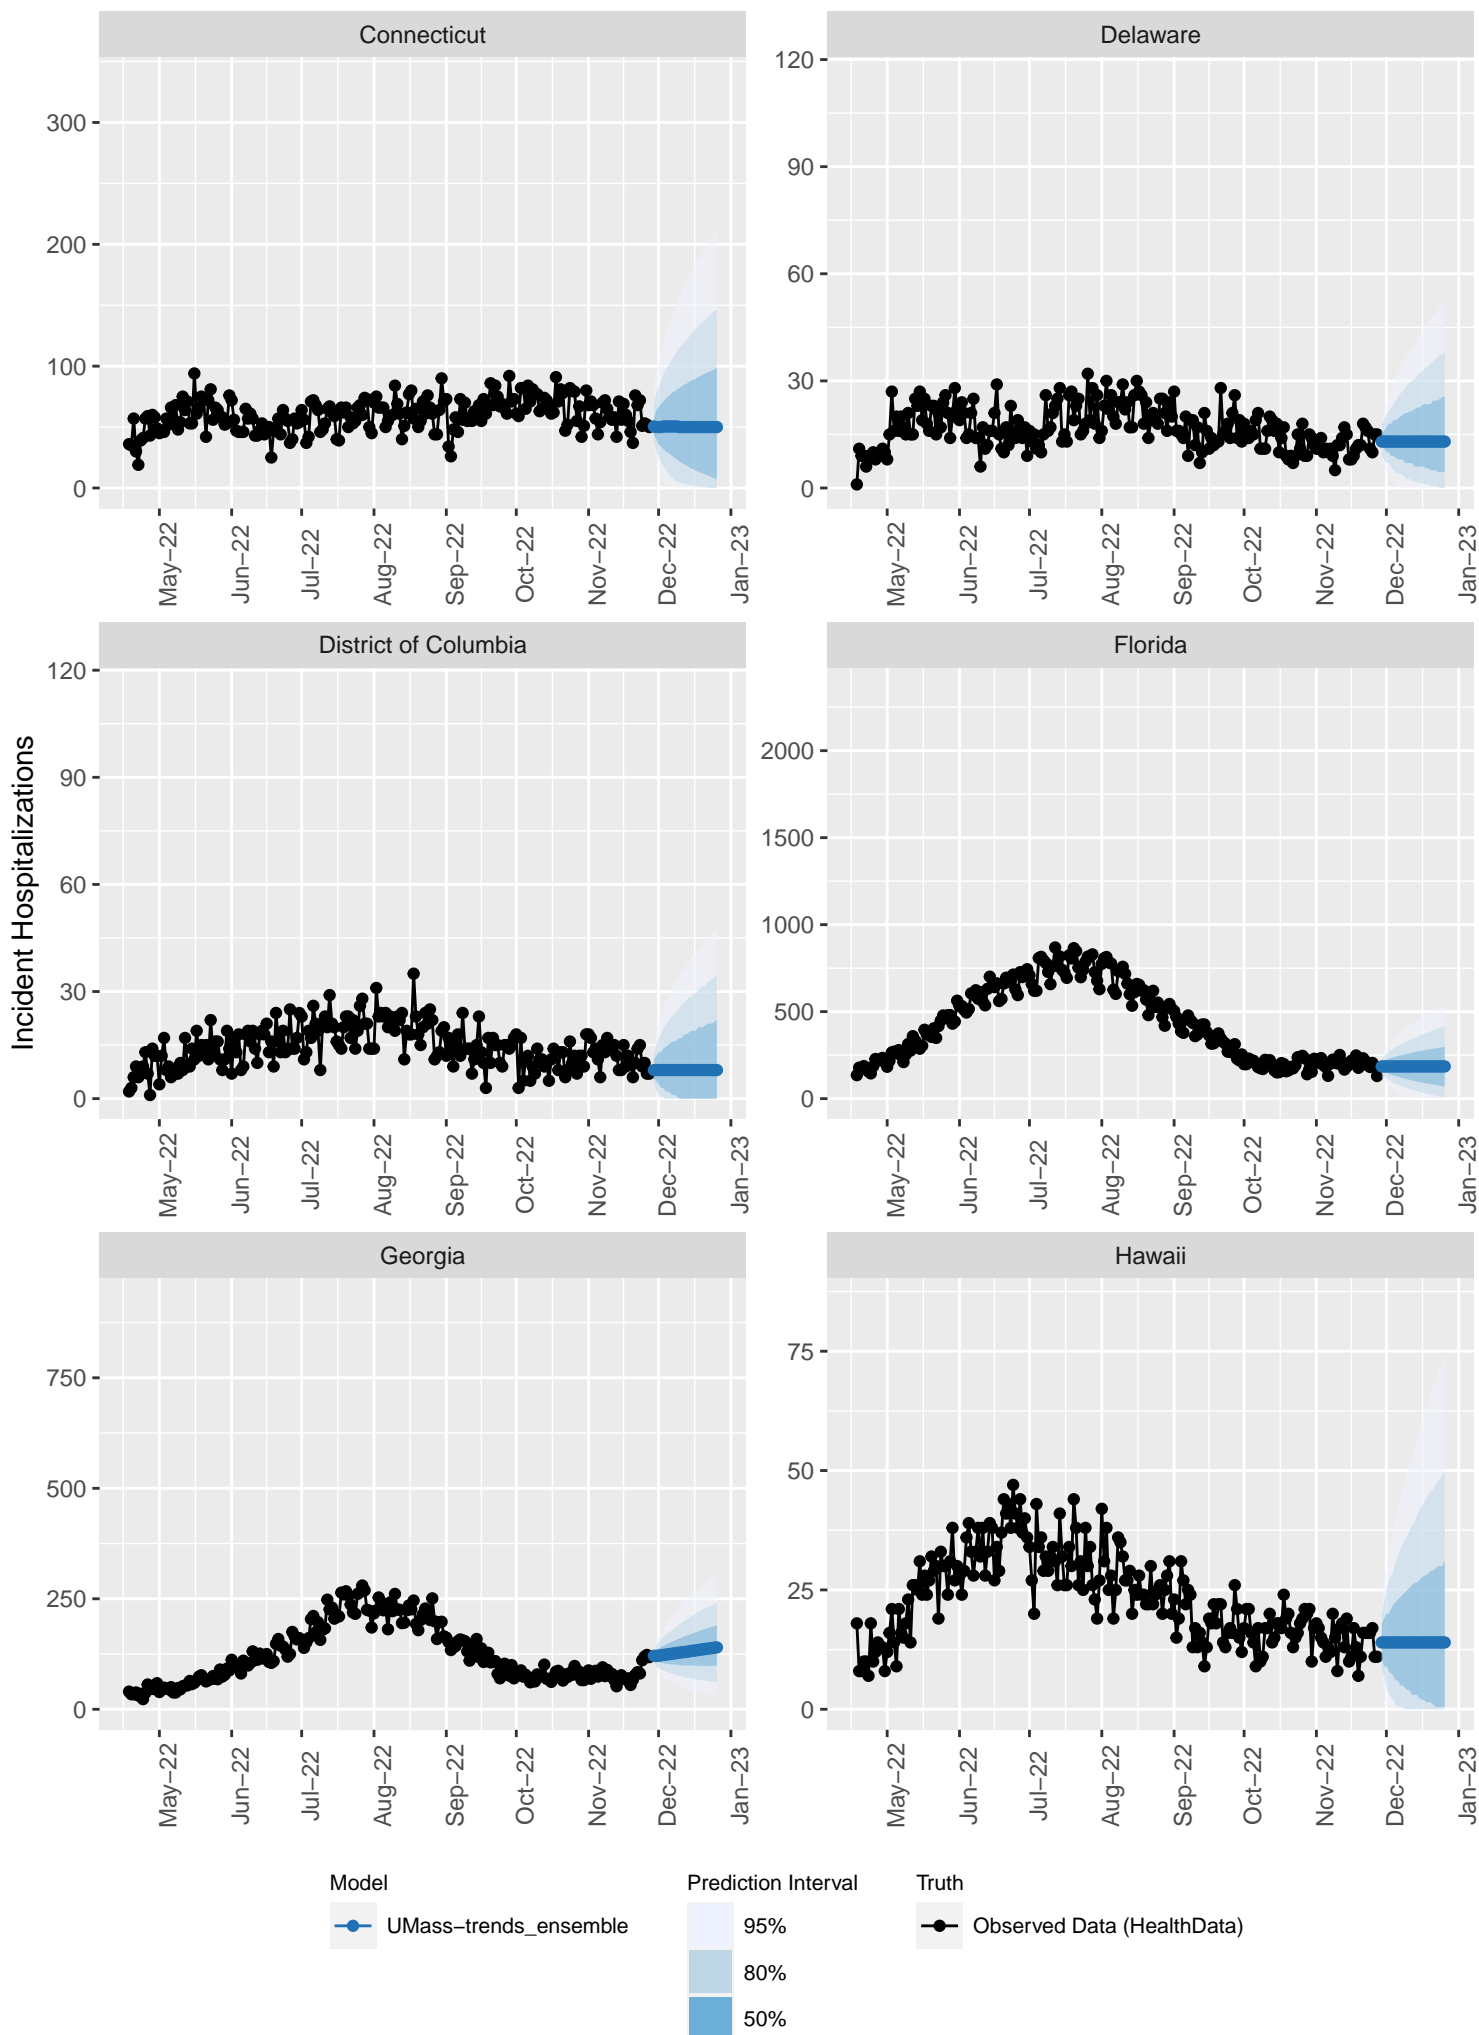 Connecticut
Delaware
300
200
100
0
120
90
60
30
0
May−22
Jun−22
Jul−22
Aug−22
Sep−22
Oct−22
Nov−22
Dec−22
Jan−23
May−22
Jun−22
Jul−22
Aug−22
Sep−22
Oct−22
Nov−22
Dec−22
Jan−23
District of Columbia
Florida
120
90
60
30
0
2000
1500
1000
500
0
May−22
Jun−22
Jul−22
Aug−22
Sep−22
Oct−22
Nov−22
Dec−22
Jan−23
May−22
Jun−22
Jul−22
Aug−22
Sep−22
Oct−22
Nov−22
Dec−22
Jan−23
Incident Hospitalizations
Georgia
Hawaii
750
500
250
0
75
50
25
0
May−22
Jun−22
Jul−22
Aug−22
Sep−22
Oct−22
Nov−22
Dec−22
Jan−23
May−22
Jun−22
Jul−22
Aug−22
Sep−22
Oct−22
Nov−22
Dec−22
Jan−23
Model
UMass−trends_ensemble
Prediction Interval
95%
80%
50%
Truth
Observed Data (HealthData)